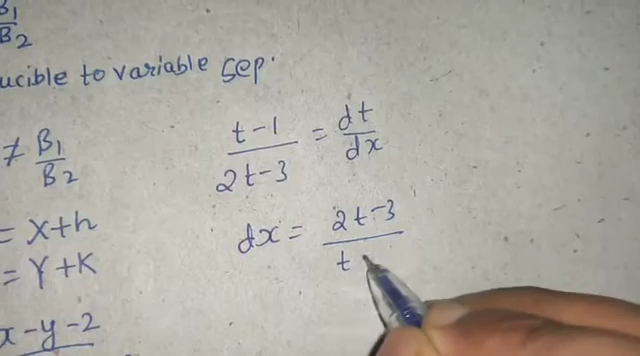 B1/B2
ucible to variable sep.
≠ B1/B2
(t-1)/(2t-3) = dt/dx
= X+h
dx = (2t-3)/t
= Y+K
x-y-2